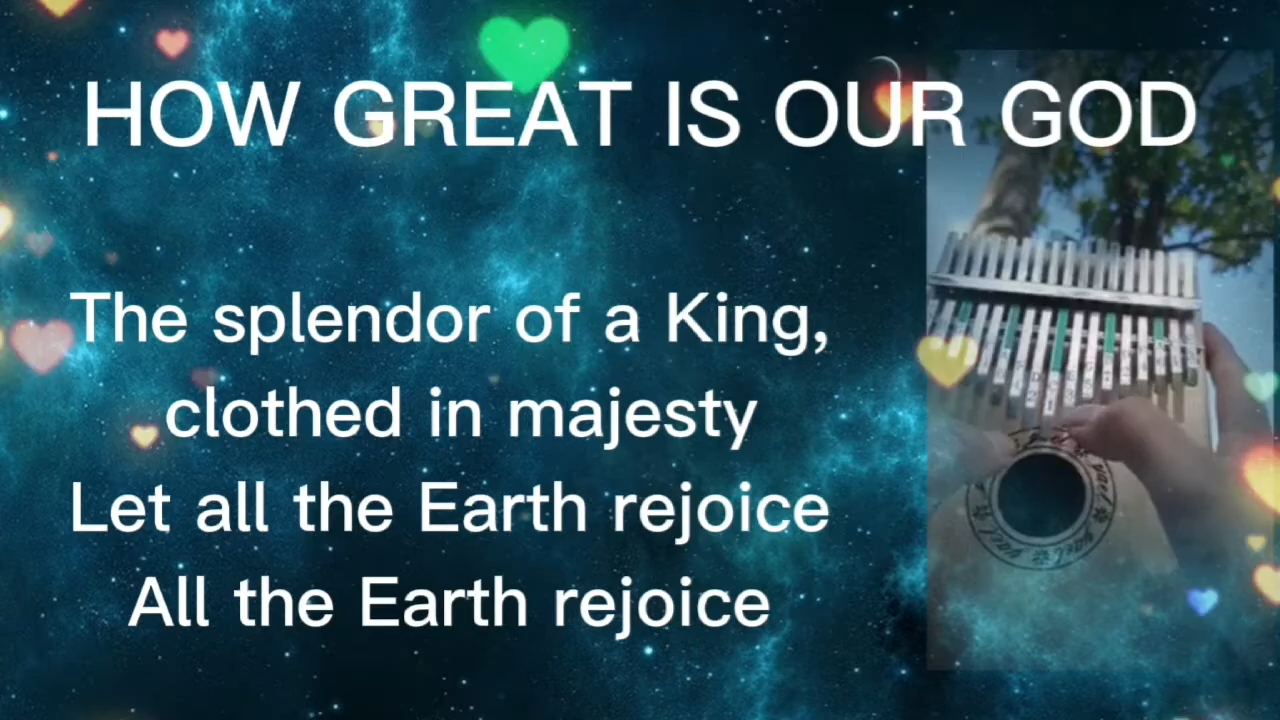 HOW GREAT IS OUR GOD
The splendor of a King,
clothed in majesty
Let all the Earth rejoice
All the Earth rejoice